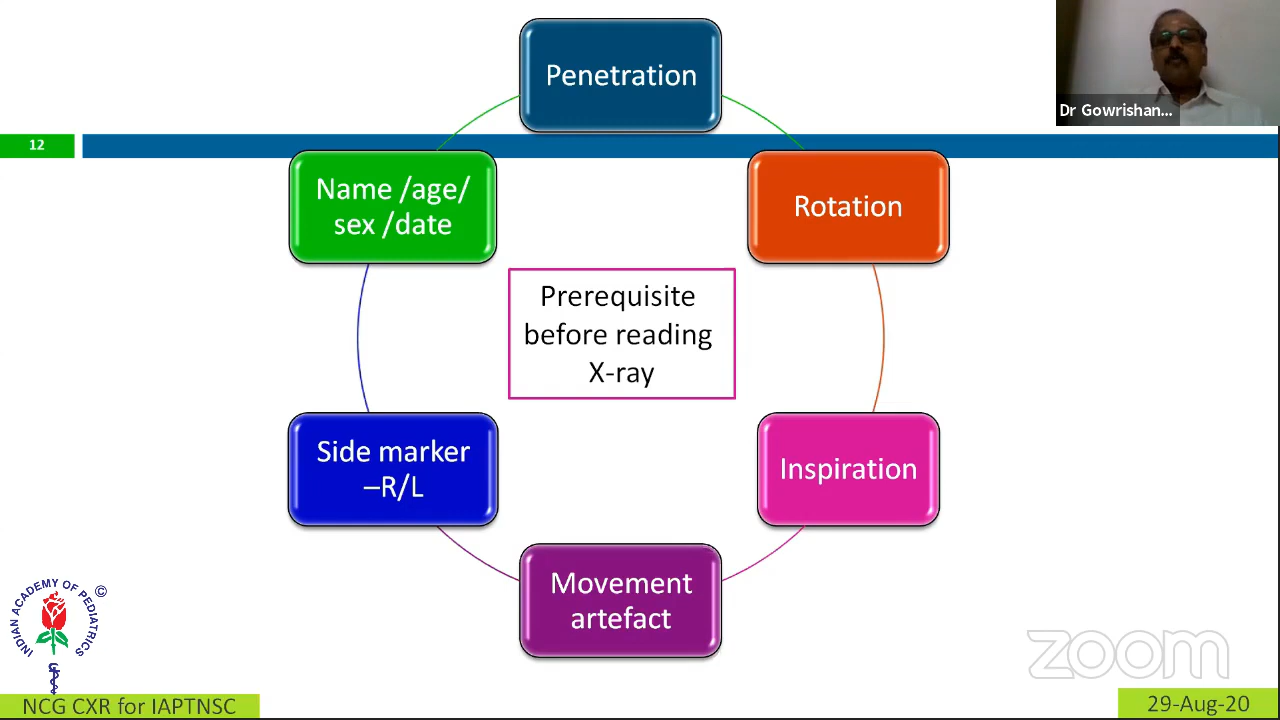 Penetration
Dr Gowrishan...
12
Name /age/
sex /date
Rotation
Prerequisite
before reading
X-ray
Side marker
–R/L
Inspiration
Movement
artefact
INDIAN ACADEMY OF PEDIATRICS
©
zoom
NCG CXR for IAPTNSC
29-Aug-20